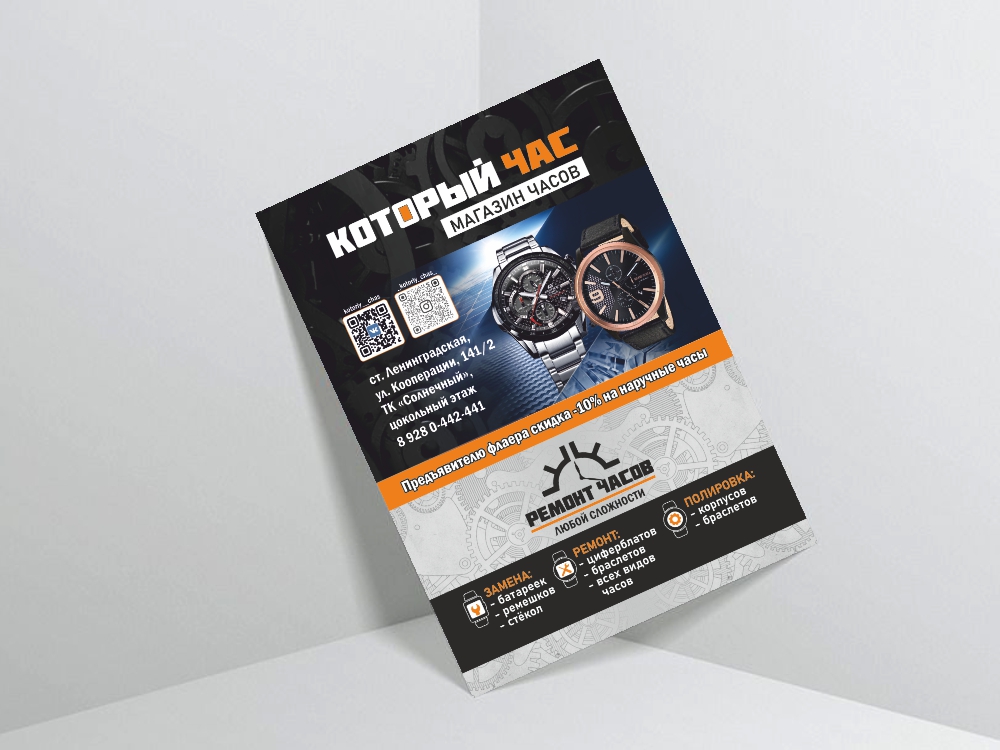 КОТОРЫЙ ЧАС
МАГАЗИН ЧАСОВ
_kotoriy__chas_
_kotoriy_chas_
ст. Ленинградская,
ул. Кооперации, 141/2
ТК «Солнечный»,
цокольный этаж
8 928 0-442-441
Предъявителю флаера скидка -10% на наручные часы
РЕМОНТ ЧАСОВ
ЛЮБОЙ СЛОЖНОСТИ
ЗАМЕНА:
- батареек
- ремешков
- стёкол
РЕМОНТ:
- циферблатов
- браслетов
- всех видов
часов
ПОЛИРОВКА:
- корпусов
- браслетов